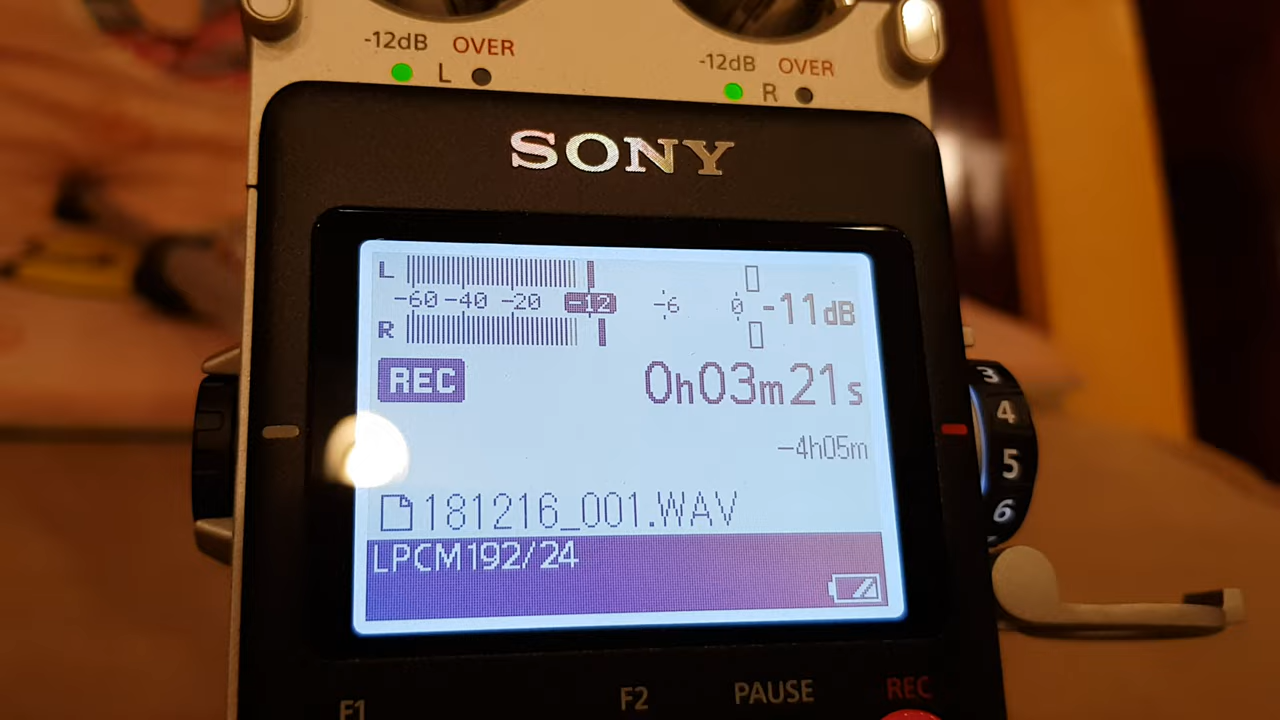 -12dB OVER -12dB OVER
L R
SONY
L
-60 -40 -20 -12 -6 0 -11dB
R
REC 0h03m21s
-4h05m
181216_001.WAV
LPCM192/24
3
4
5
6
F1 F2 PAUSE REC